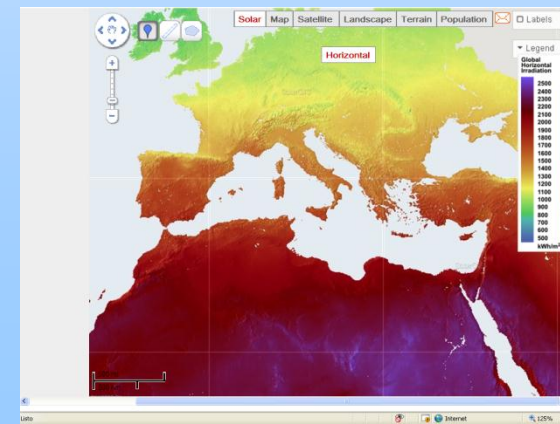 Solar Map Satellite Landscape Terrain Population Labels
Horizontal
Legend
Global
Horizontal
Irradiation
2500
2400
2300
2200
2100
2000
1900
1800
1700
1600
1500
1400
1300
1200
1100
1000
900
800
700
600
500
kWh/m²
Listo Internet 125%